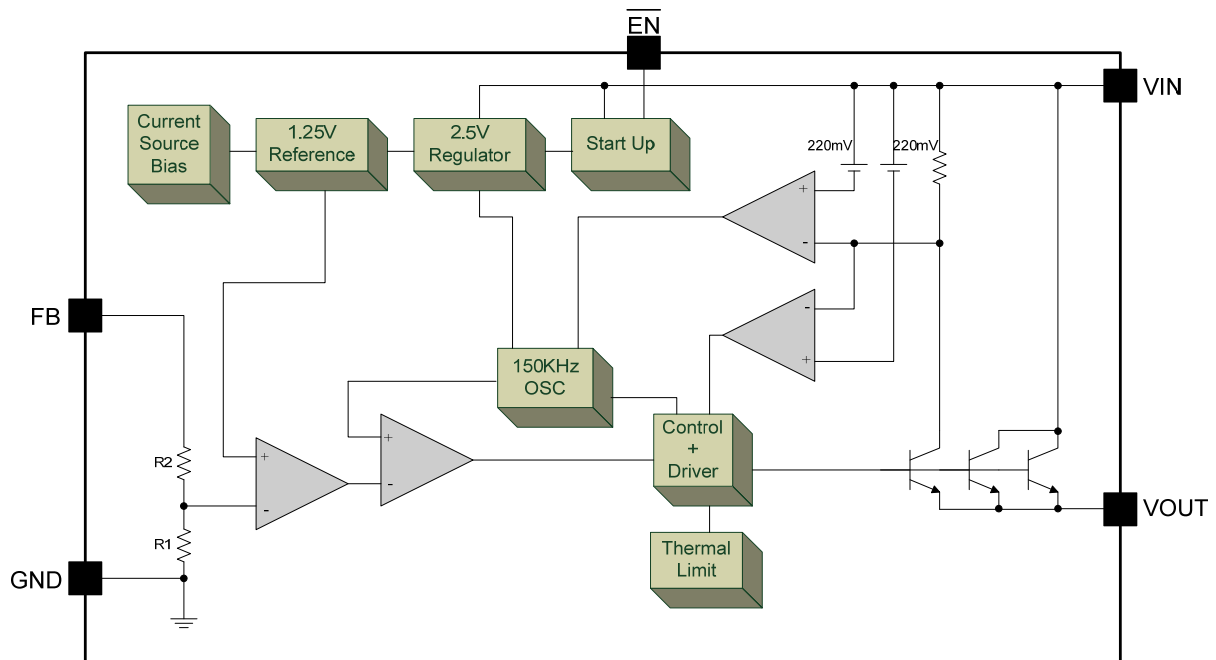 EN
VIN
Current
Source
Bias
1.25V
Reference
2.5V
Regulator
Start Up
220mV
220mV
+
-
-
+
FB
150KHz
OSC
Control
+
Driver
+
-
+
-
R2
R1
VOUT
Thermal
Limit
GND